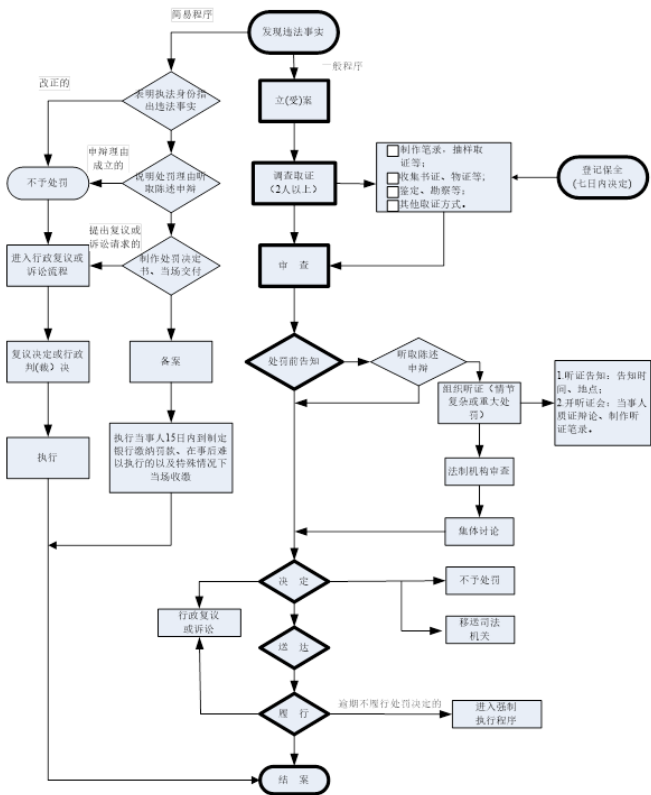 简易程序
发现违法事实
一般程序
改正的
表明执法身份指
出违法事实
立(受)案
申辩理由
成立的
不予处罚
说明处罚理由听
取陈述申辩
调查取证
(2人以上)
制作笔录，抽样取
证等；
收集书证、物证等;
鉴定、勘察等；
其他取证方式。
登记保全
(七日内决定)
提出复议或
诉讼请求的
进入行政复议或
诉讼流程
制作处罚决定
书、当场交付
审 查
复议决定或行政
判(裁）决
备案
处罚前告知
听取陈述
申辩
组织听证（情节
复杂或重大处
罚）
1.听证告知：告知时
间、地点；
2.开听证会：当事人
质证辩论、制作听
证笔录。
执行
执行当事人15日内到制定
银行缴纳罚款、在事后难
以执行的以及特殊情况下
当场收缴
法制机构审查
集体讨论
决 定
不予处罚
行政复议
或诉讼
移送司法
机关
送 达
履 行
逾期不履行处罚决定的
进入强制
执行程序
结 案